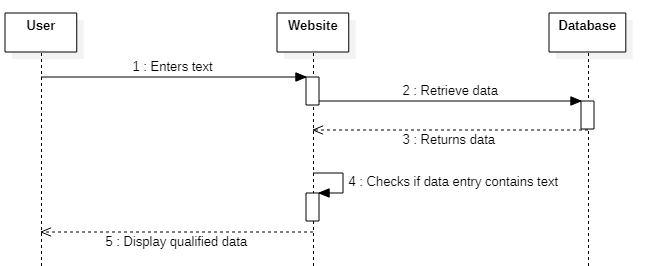 User
Website
Database
1 : Enters text
2 : Retrieve data
3 : Returns data
4 : Checks if data entry contains text
5 : Display qualified data